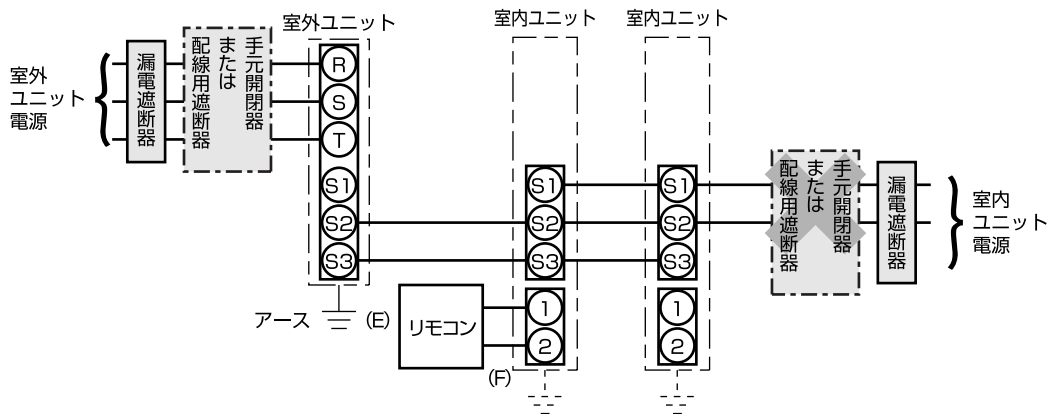 室外ユニット
室内ユニット
室内ユニット
室外
ユニット
電源
漏電遮断器
手元開閉器
または
配線用遮断器
R
S
T
S1
S2
S3
S1
S2
S3
1
2
S1
S2
S3
1
2
手元開閉器
または
配線用遮断器
漏電遮断器
室内
ユニット
電源
アース
(E)
リモコン
(F)